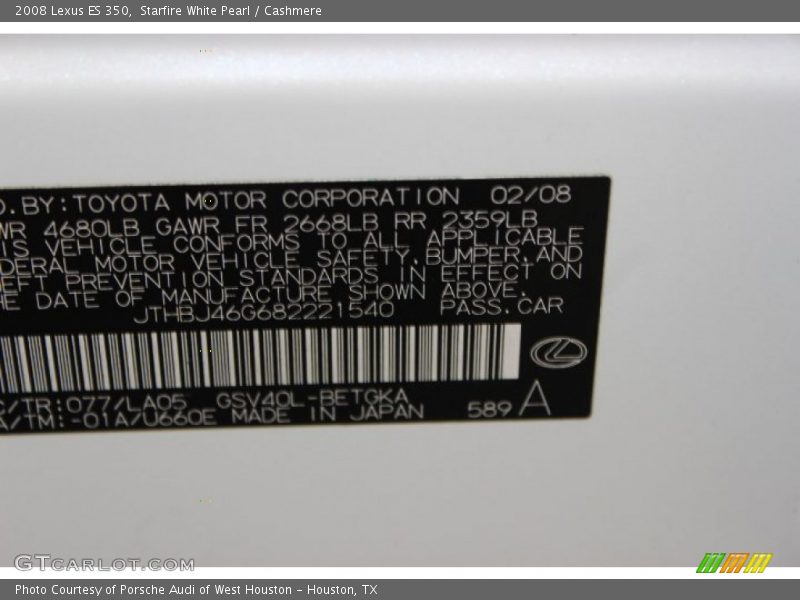 2008 Lexus ES 350, Starfire White Pearl / Cashmere
D.BY:TOYOTA MOTOR CORPORATION 02/08
WR 4680LB GAWR FR 2668LB RR 2359LB
IS VEHICLE CONFORMS TO ALL APPLICABLE
DERAL MOTOR VEHICLE SAFETY,BUMPER,AND
EFT PREVENTION STANDARDS IN EFFECT ON
E DATE OF MANUFACTURE SHOWN ABOVE.
JTHBJ46G682221540 PASS.CAR
C/TR:077/LA05 GSV40L-BETGKA
A/TM:-01A/U660E MADE IN JAPAN 589 A
GTCARLOT.COM
Photo Courtesy of Porsche Audi of West Houston - Houston, TX